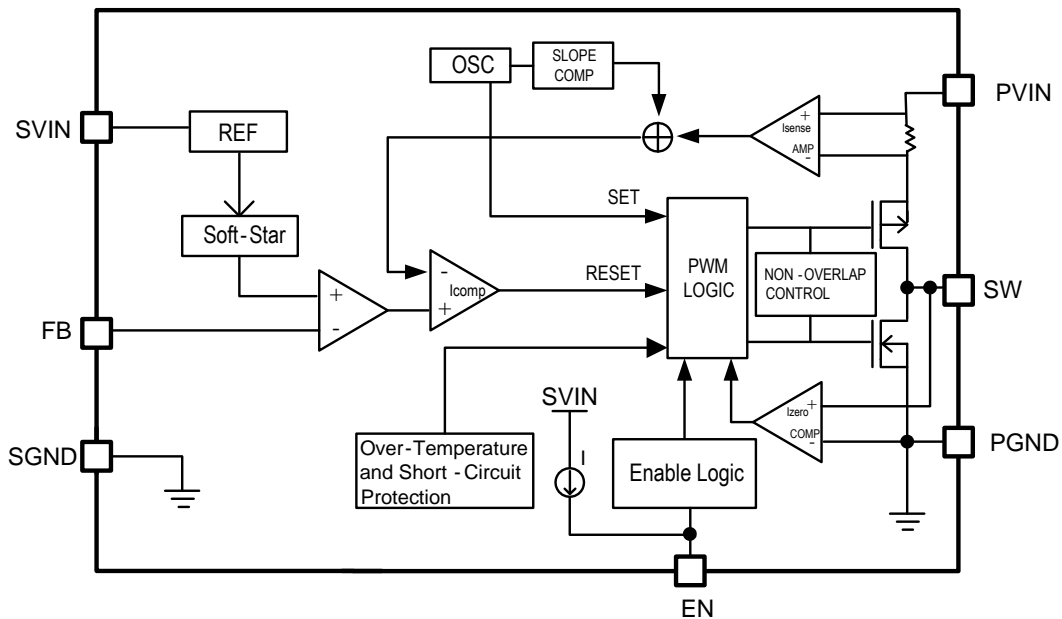 OSC
SLOPE
COMP
PVIN
SVIN
REF
+
Isense
AMP
-
SET
Soft-Star
PWM
LOGIC
NON-OVERLAP
CONTROL
SW
-
Icomp
+
RESET
+
-
FB
SVIN
I
Izero
+
COMP
-
PGND
SGND
Over-Temperature
and Short-Circuit
Protection
Enable Logic
EN